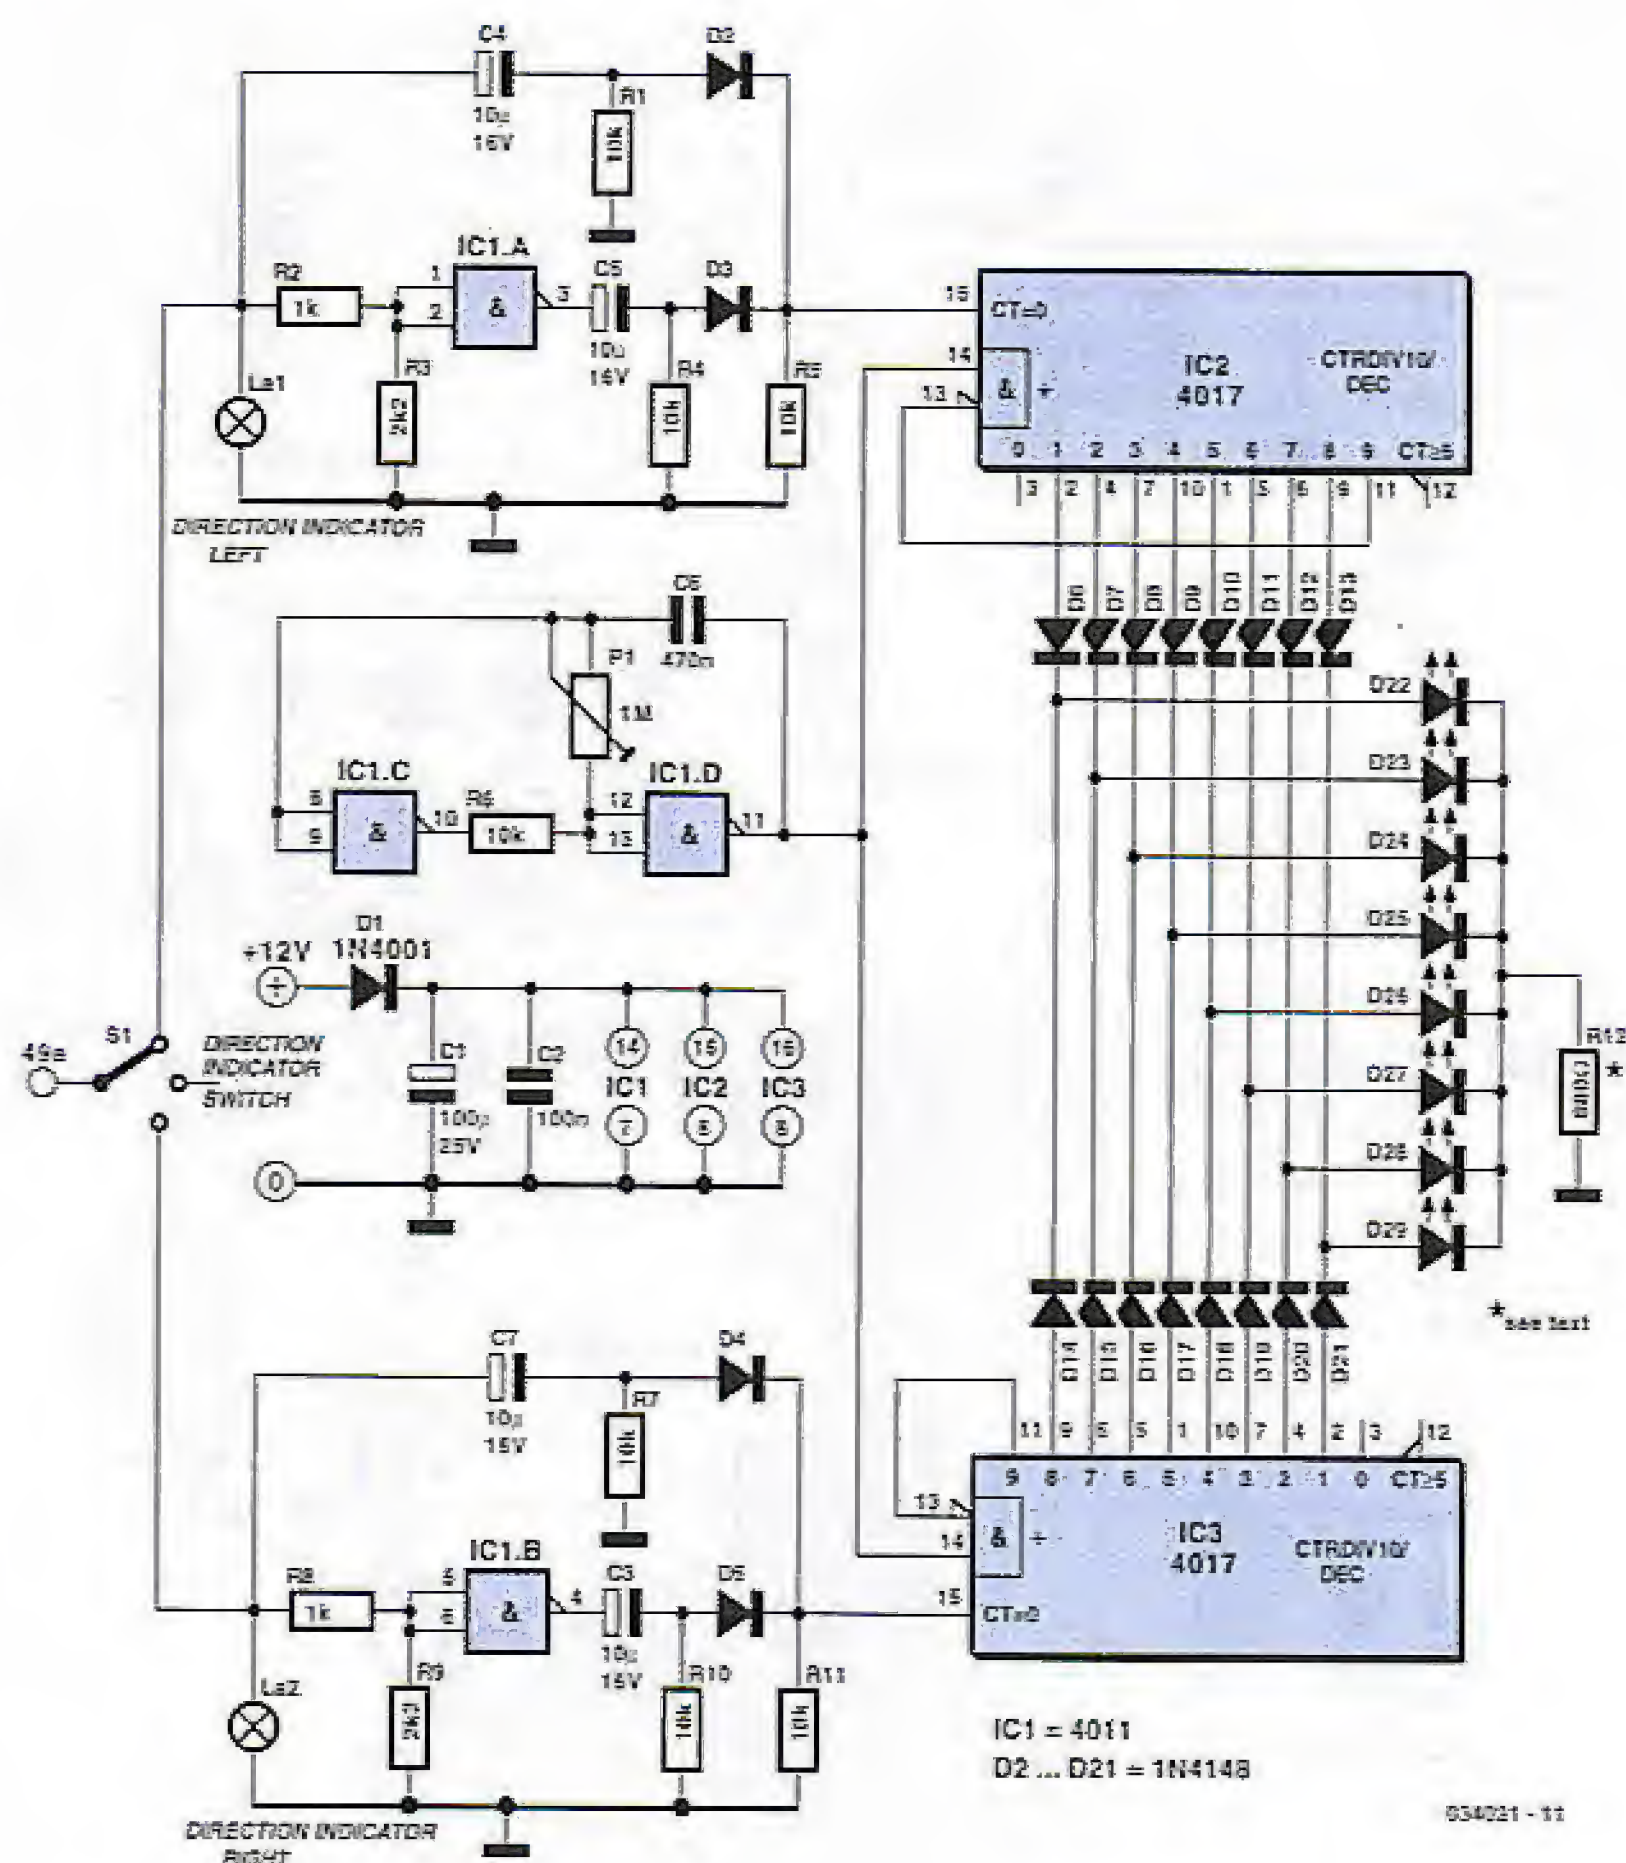 C4
10µ
16V
D2
R1
10k
IC1.A
&
1
2
3
R2
1k
R3
2k2
La1
C5
10µ
16V
D3
R4
10k
R5
10k
DIRECTION INDICATOR
LEFT
15
14
13
CT=0
&
+
IC2
4017
CTRDIV10/
DEC
0 1 2 3 4 5 6 7 8 9 CT≥5
3 2 4 7 10 1 5 6 9 11 12
D6 D7 D8 D9 D10 D11 D12 D13
C6
470n
P1
1M
IC1.C
8
9
&
10
R6
10k
IC1.D
12
13
&
11
D22
D23
D24
D25
D26
D27
D28
D29
R12
*
*see text
+12V
+
D1
1N4001
49a
S1
DIRECTION
INDICATOR
SWITCH
C1
100µ
25V
C2
100n
14
IC1
7
16
IC2
8
16
IC3
8
0
D14 D15 D16 D17 D18 D19 D20 D21
11 9 6 5 1 10 7 4 2 3 12
9 8 7 6 5 4 3 2 1 0 CT≥5
13
14
15
&
+
CT=0
IC3
4017
CTRDIV10/
DEC
C7
10µ
16V
D4
R7
10k
IC1.B
5
6
&
4
R8
1k
R9
2k2
La2
C3
10µ
16V
D5
R10
10k
R11
10k
DIRECTION INDICATOR
RIGHT
IC1 = 4011
D2 ... D21 = 1N4148